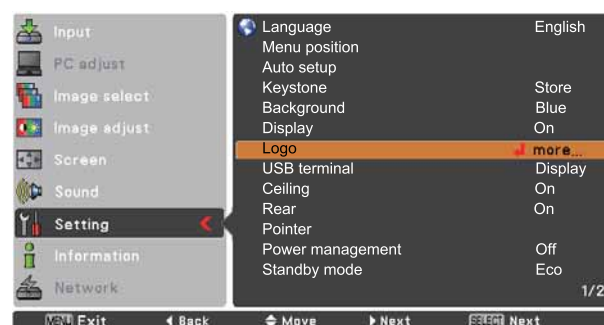 Input
PC adjust
Image select
Image adjust
Screen
Sound
Setting
Information
Network
Language English
Menu position
Auto setup
Keystone Store
Background Blue
Display On
Logo more...
USB terminal Display
Ceiling On
Rear On
Pointer
Power management Off
Standby mode Eco
1/2
MENU Exit Back Move Next SELECT Next